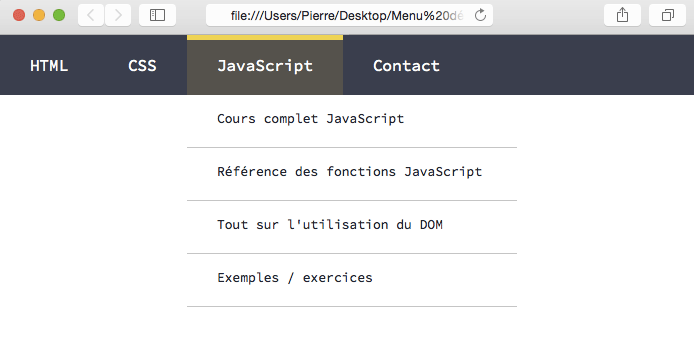 file:///Users/Pierre/Desktop/Menu%20dé
HTML CSS JavaScript Contact
Cours complet JavaScript
Référence des fonctions JavaScript
Tout sur l'utilisation du DOM
Exemples / exercices